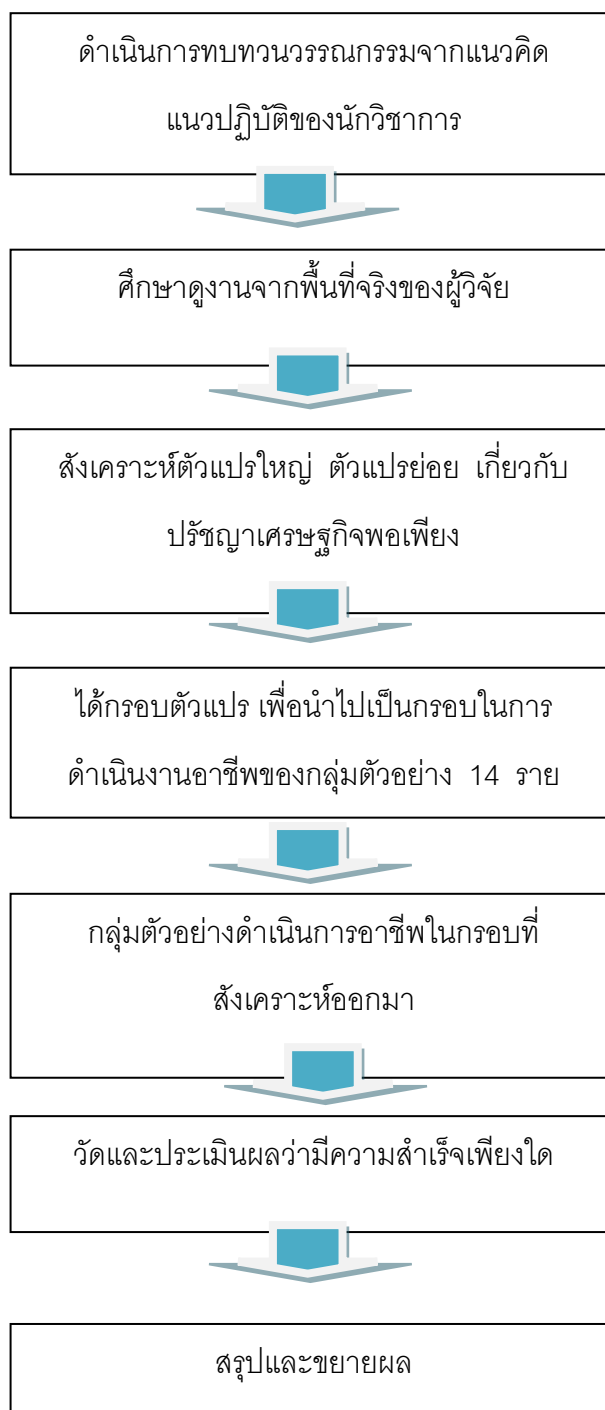 ดำเนินการทบทวนวรรณกรรมจากแนวคิด
แนวปฏิบัติของนักวิชาการ
ศึกษาดูงานจากพื้นที่จริงของผู้วิจัย
สังเคราะห์ตัวแปรใหญ่ ตัวแปรย่อย เกี่ยวกับ
ปรัชญาเศรษฐกิจพอเพียง
ได้กรอบตัวแปร เพื่อนำไปเป็นกรอบในการ
ดำเนินงานอาชีพของกลุ่มตัวอย่าง 14 ราย
กลุ่มตัวอย่างดำเนินการอาชีพในกรอบที่
สังเคราะห์ออกมา
วัดและประเมินผลว่ามีความสำเร็จเพียงใด
สรุปและขยายผล